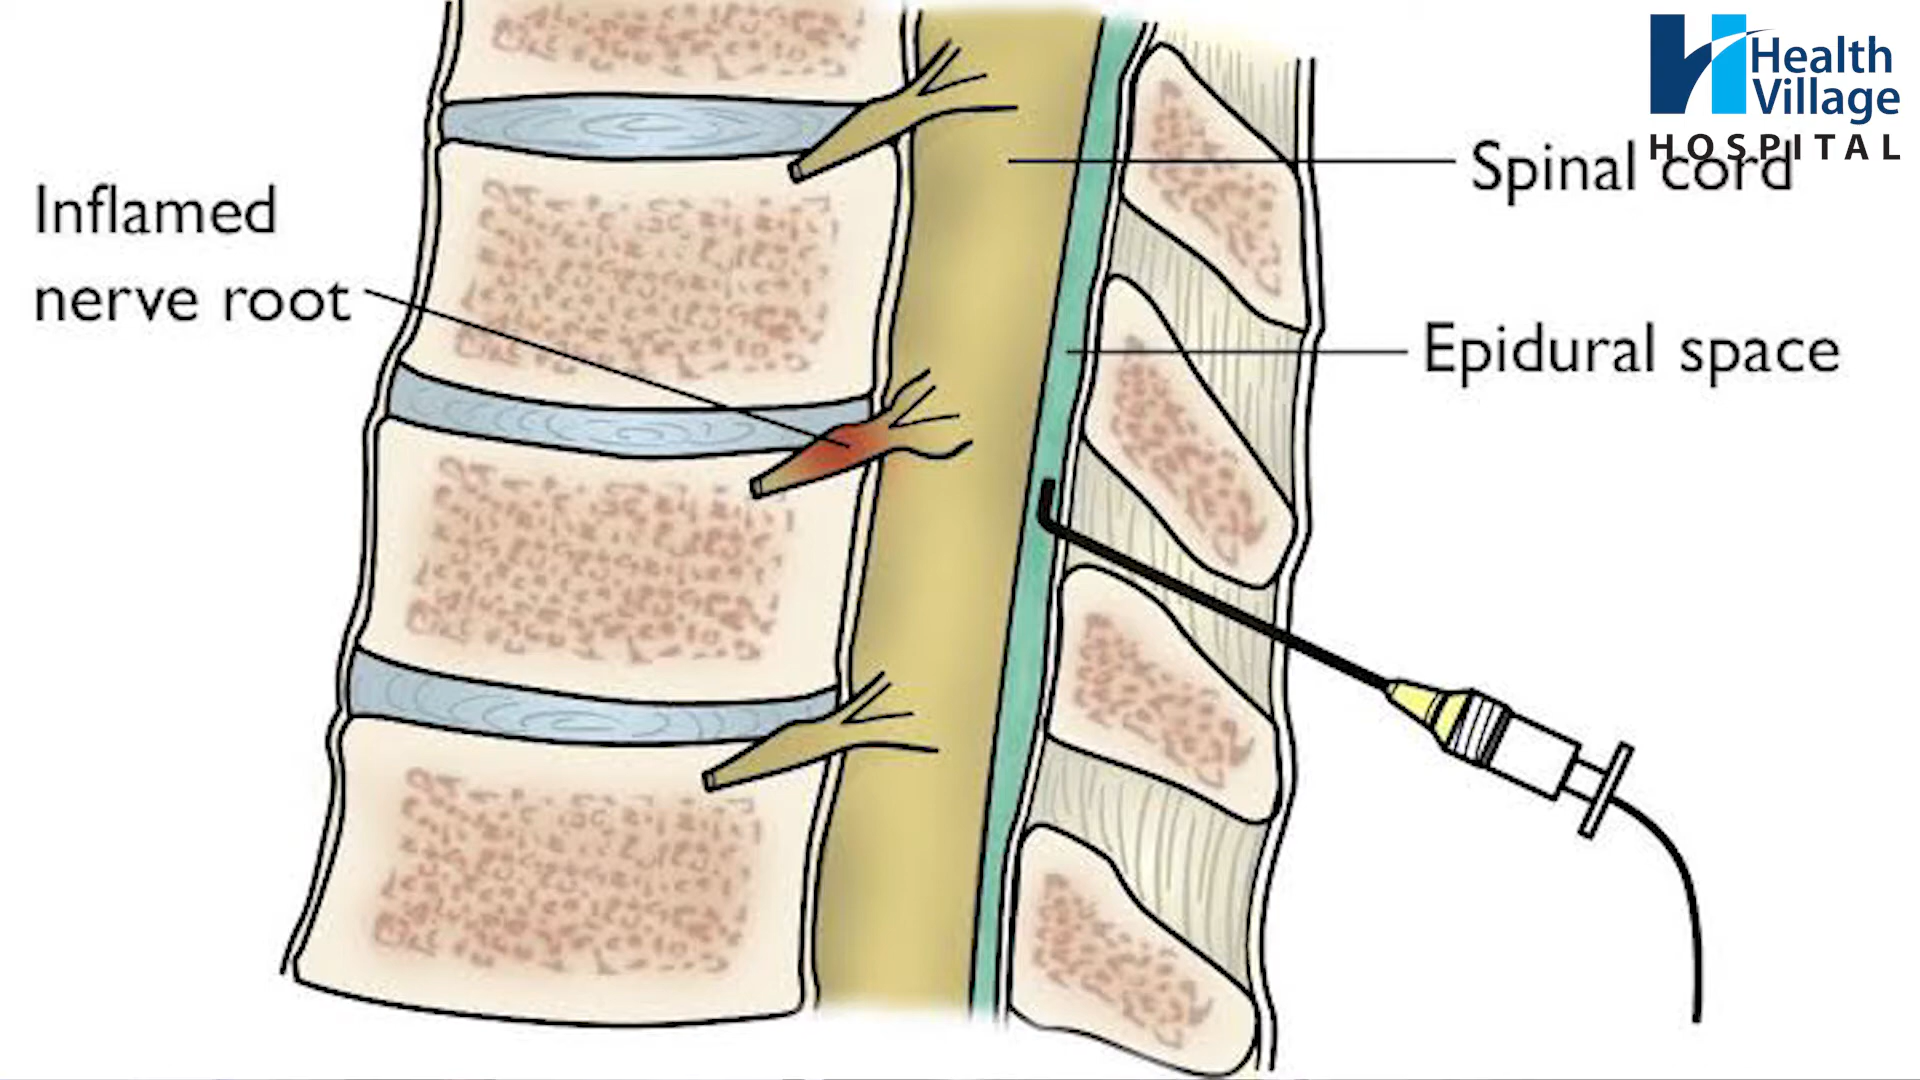 Health
Village
HOSPITAL
Spinal cord
Inflamed
nerve root
Epidural space